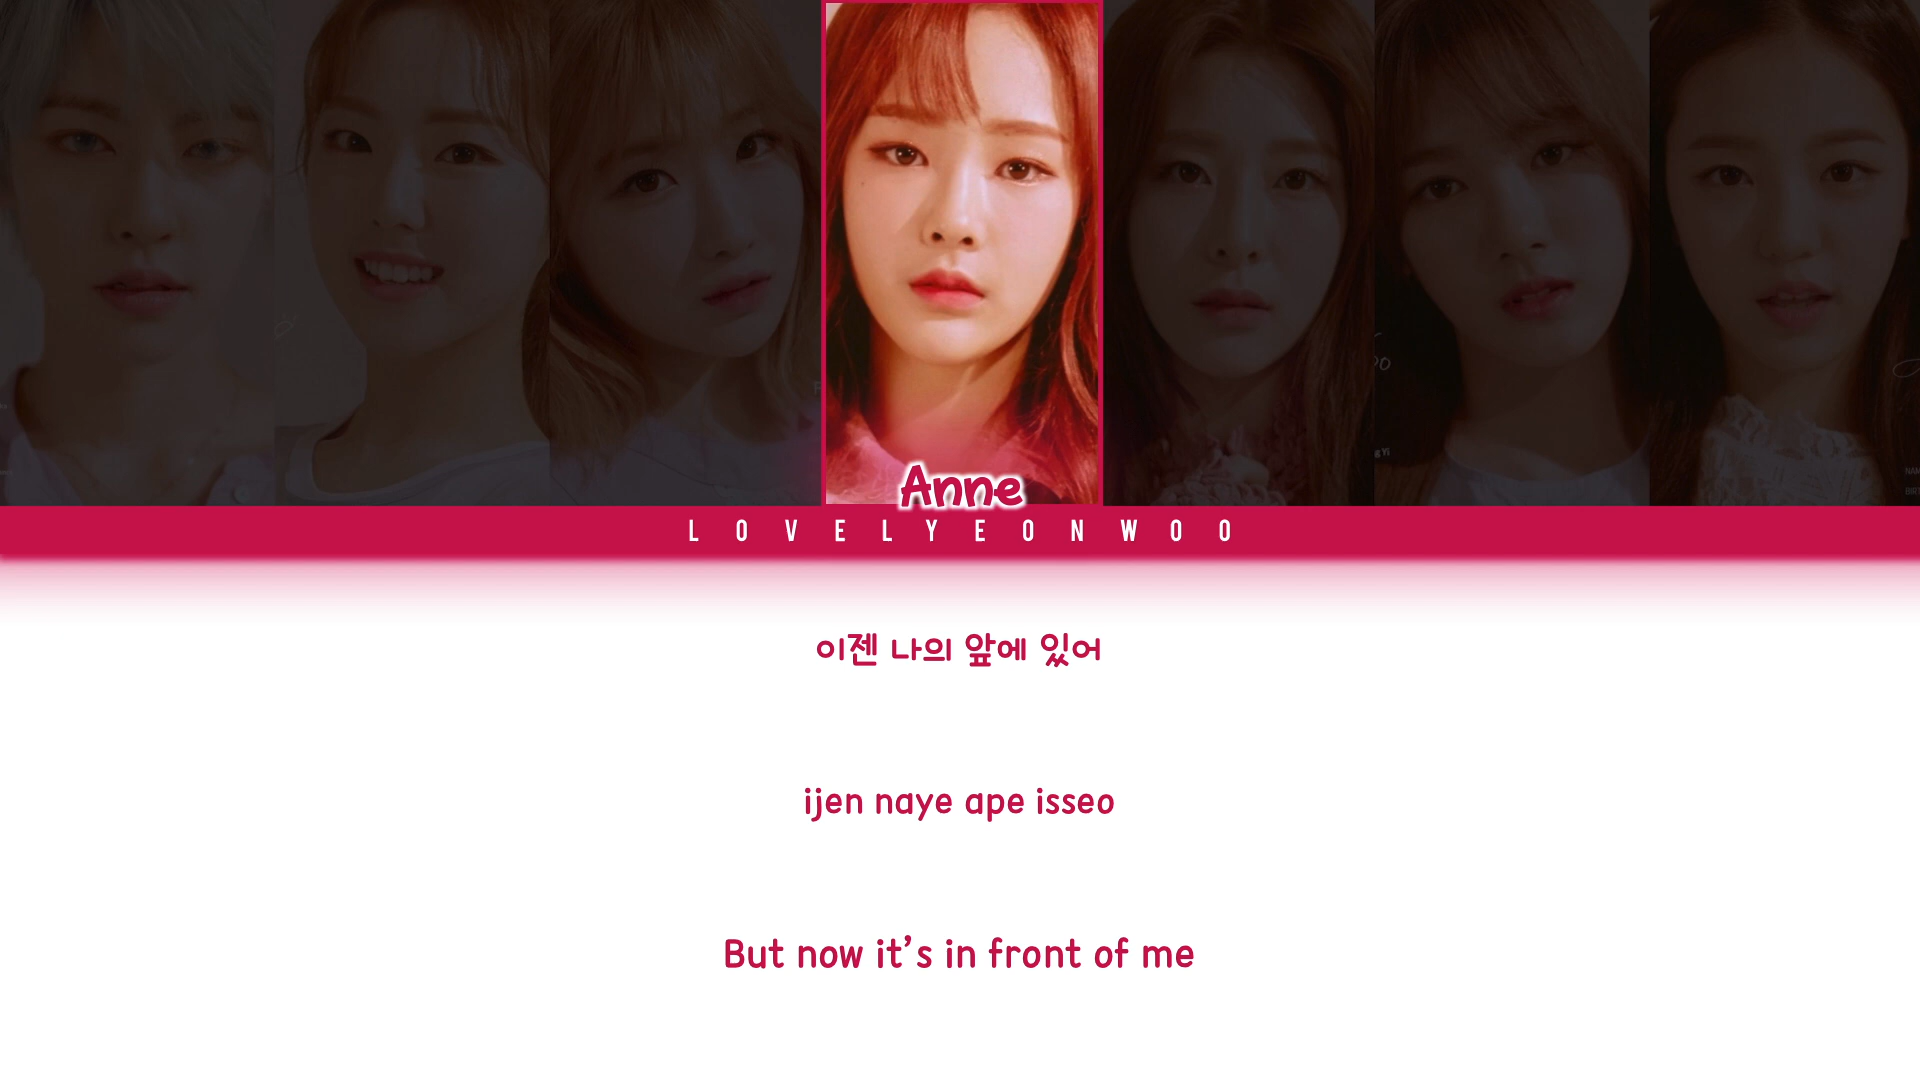 Anne
LOVELYEONWOO
이젠 나의 앞에 있어
ijen naye ape isseo
But now it's in front of me